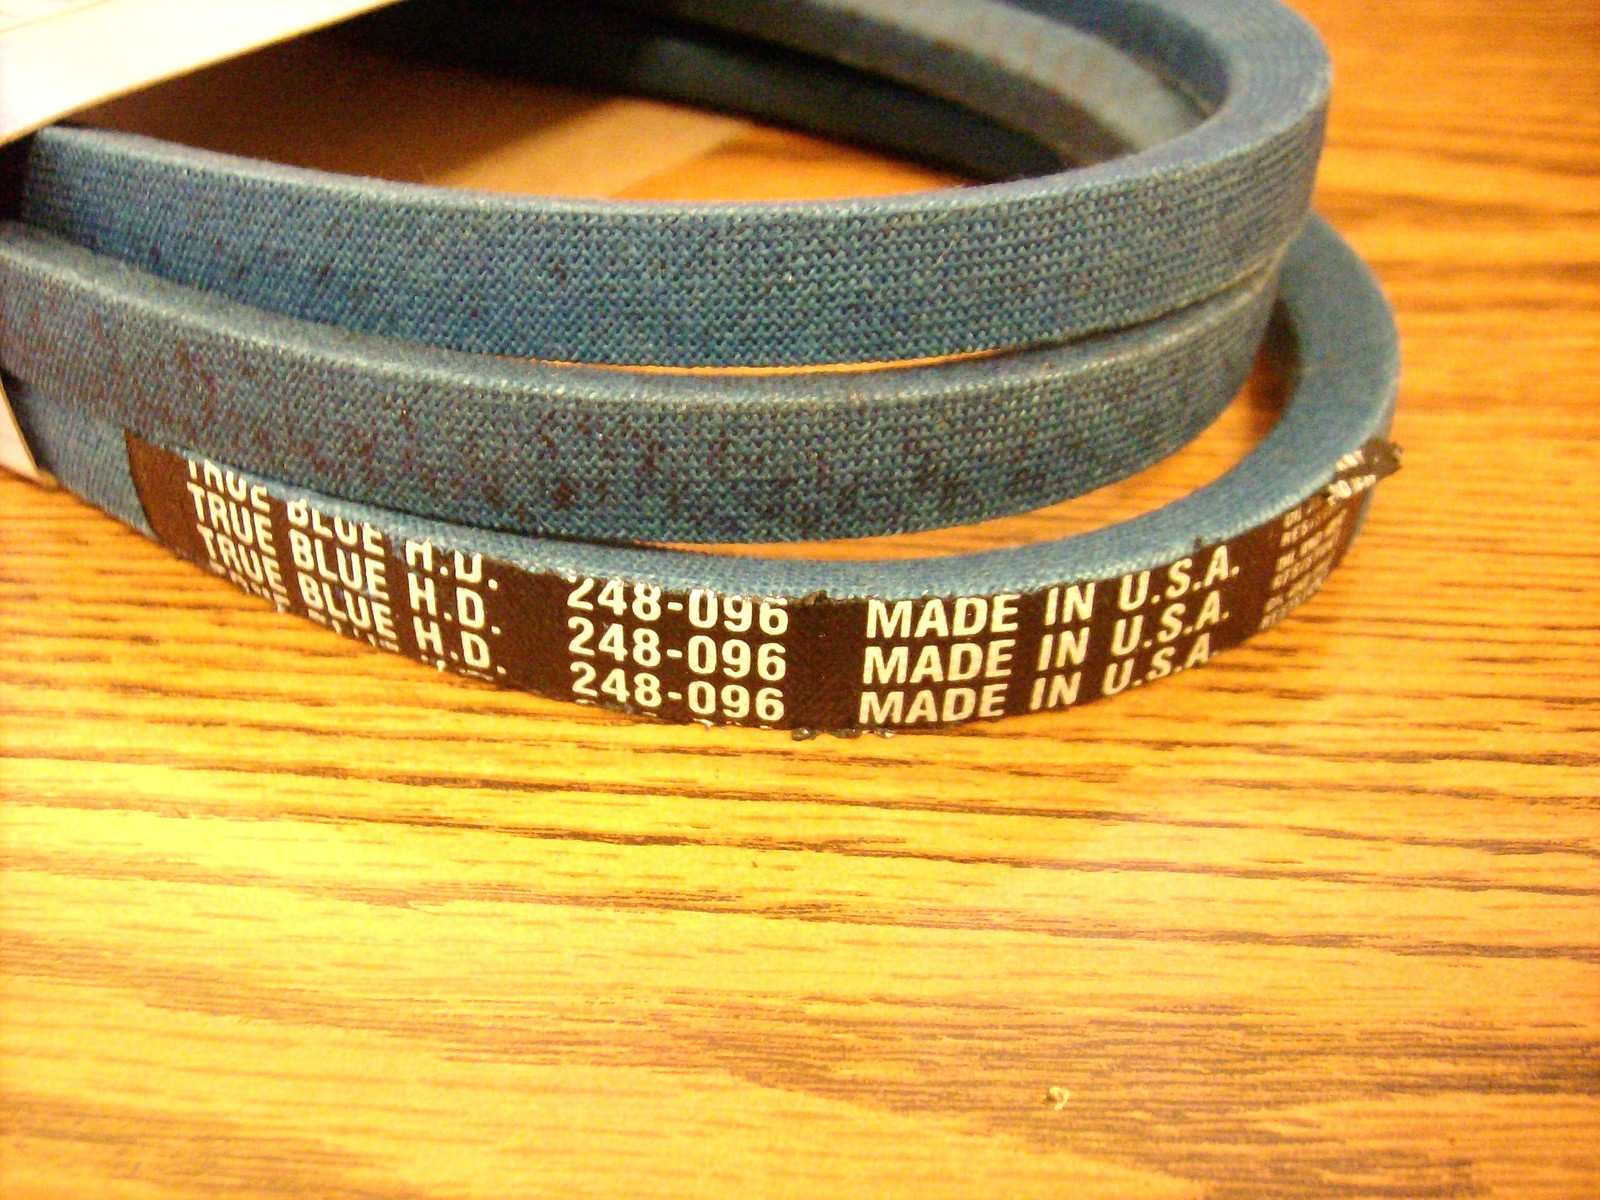 TRUE BLUE H.D.
TRUE BLUE H.D. 248-096 MADE IN U.S.A.
TRUE BLUE H.D. 248-096 MADE IN U.S.A.
248-096 MADE IN U.S.A.